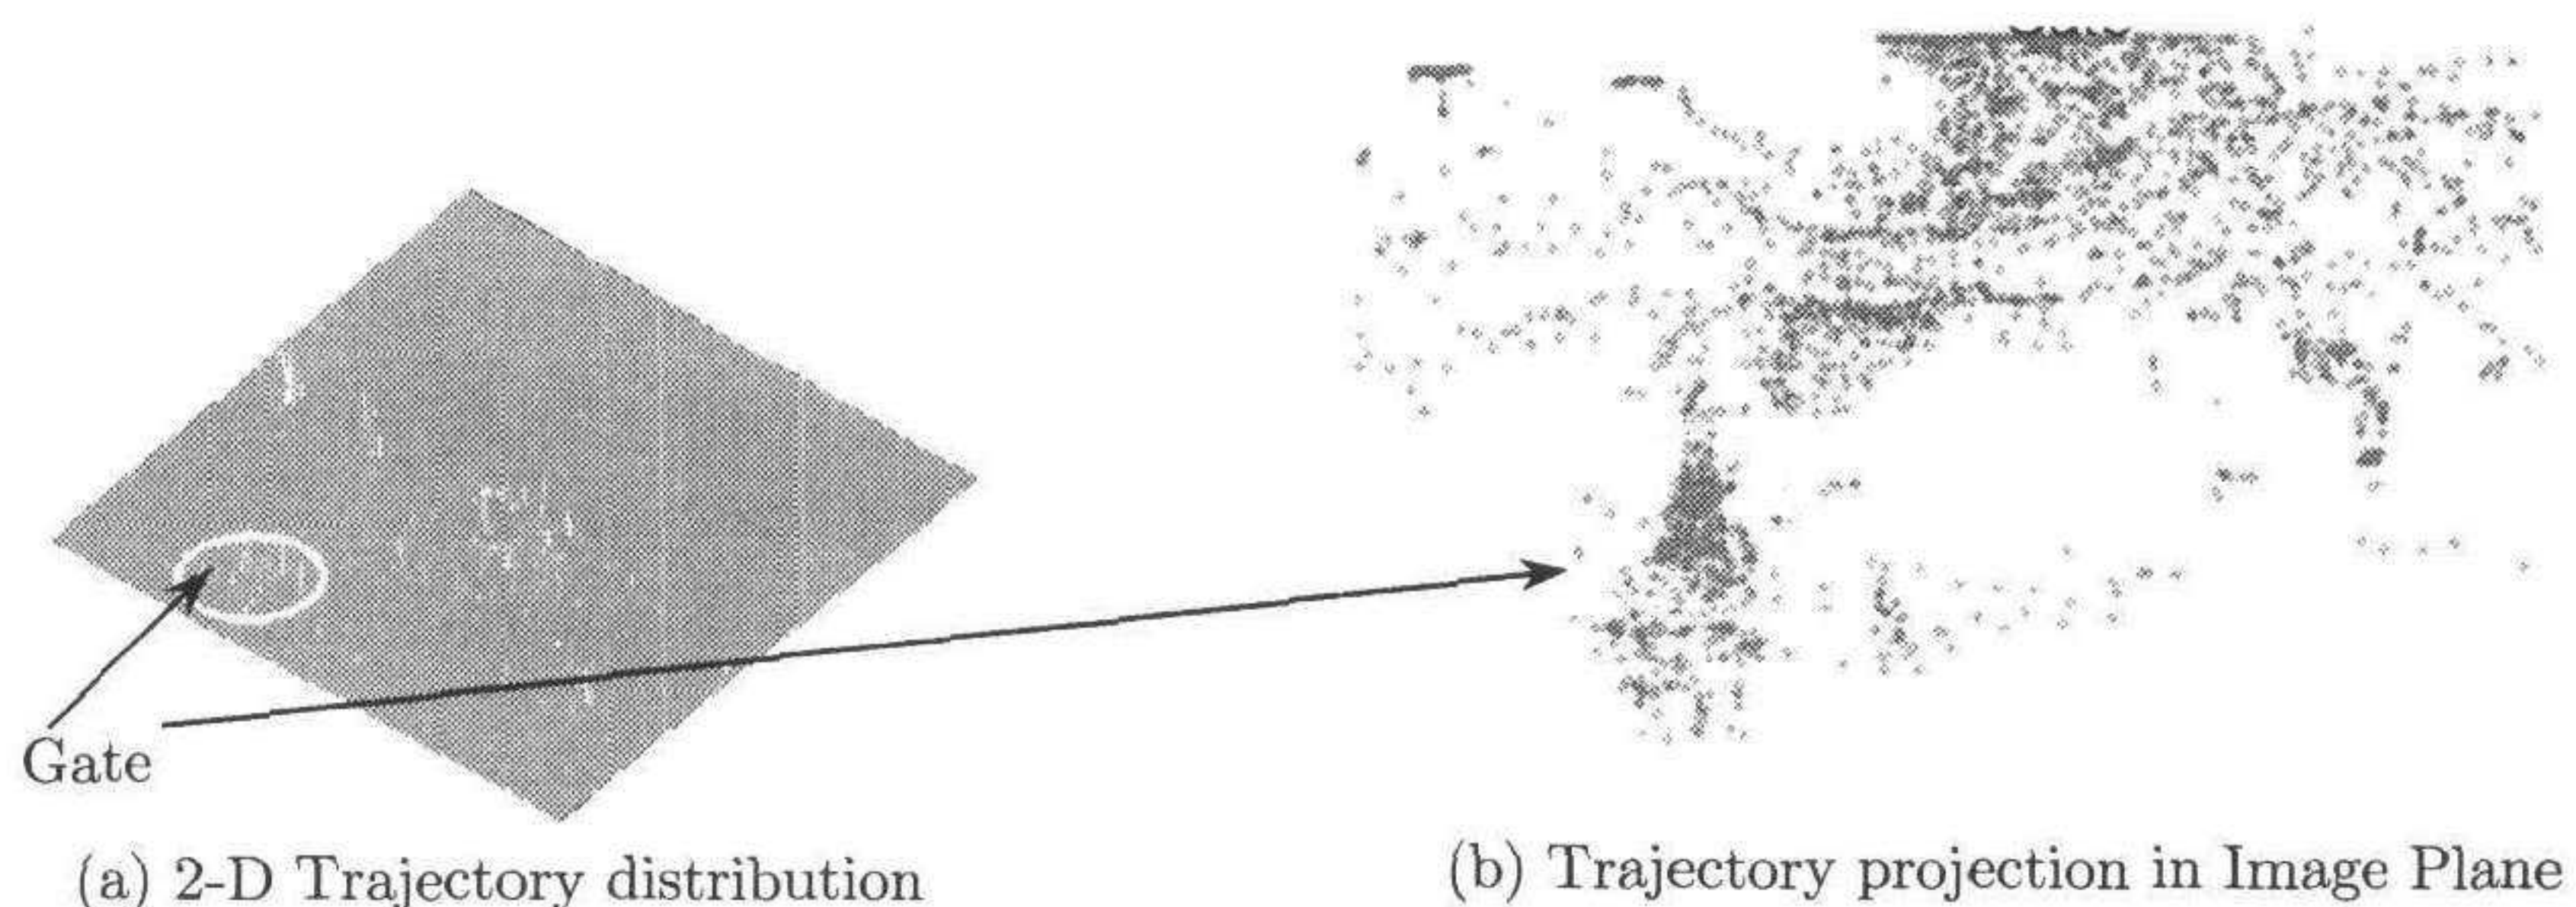 Gate
(a) 2-D Trajectory distribution
(b) Trajectory projection in Image Plane